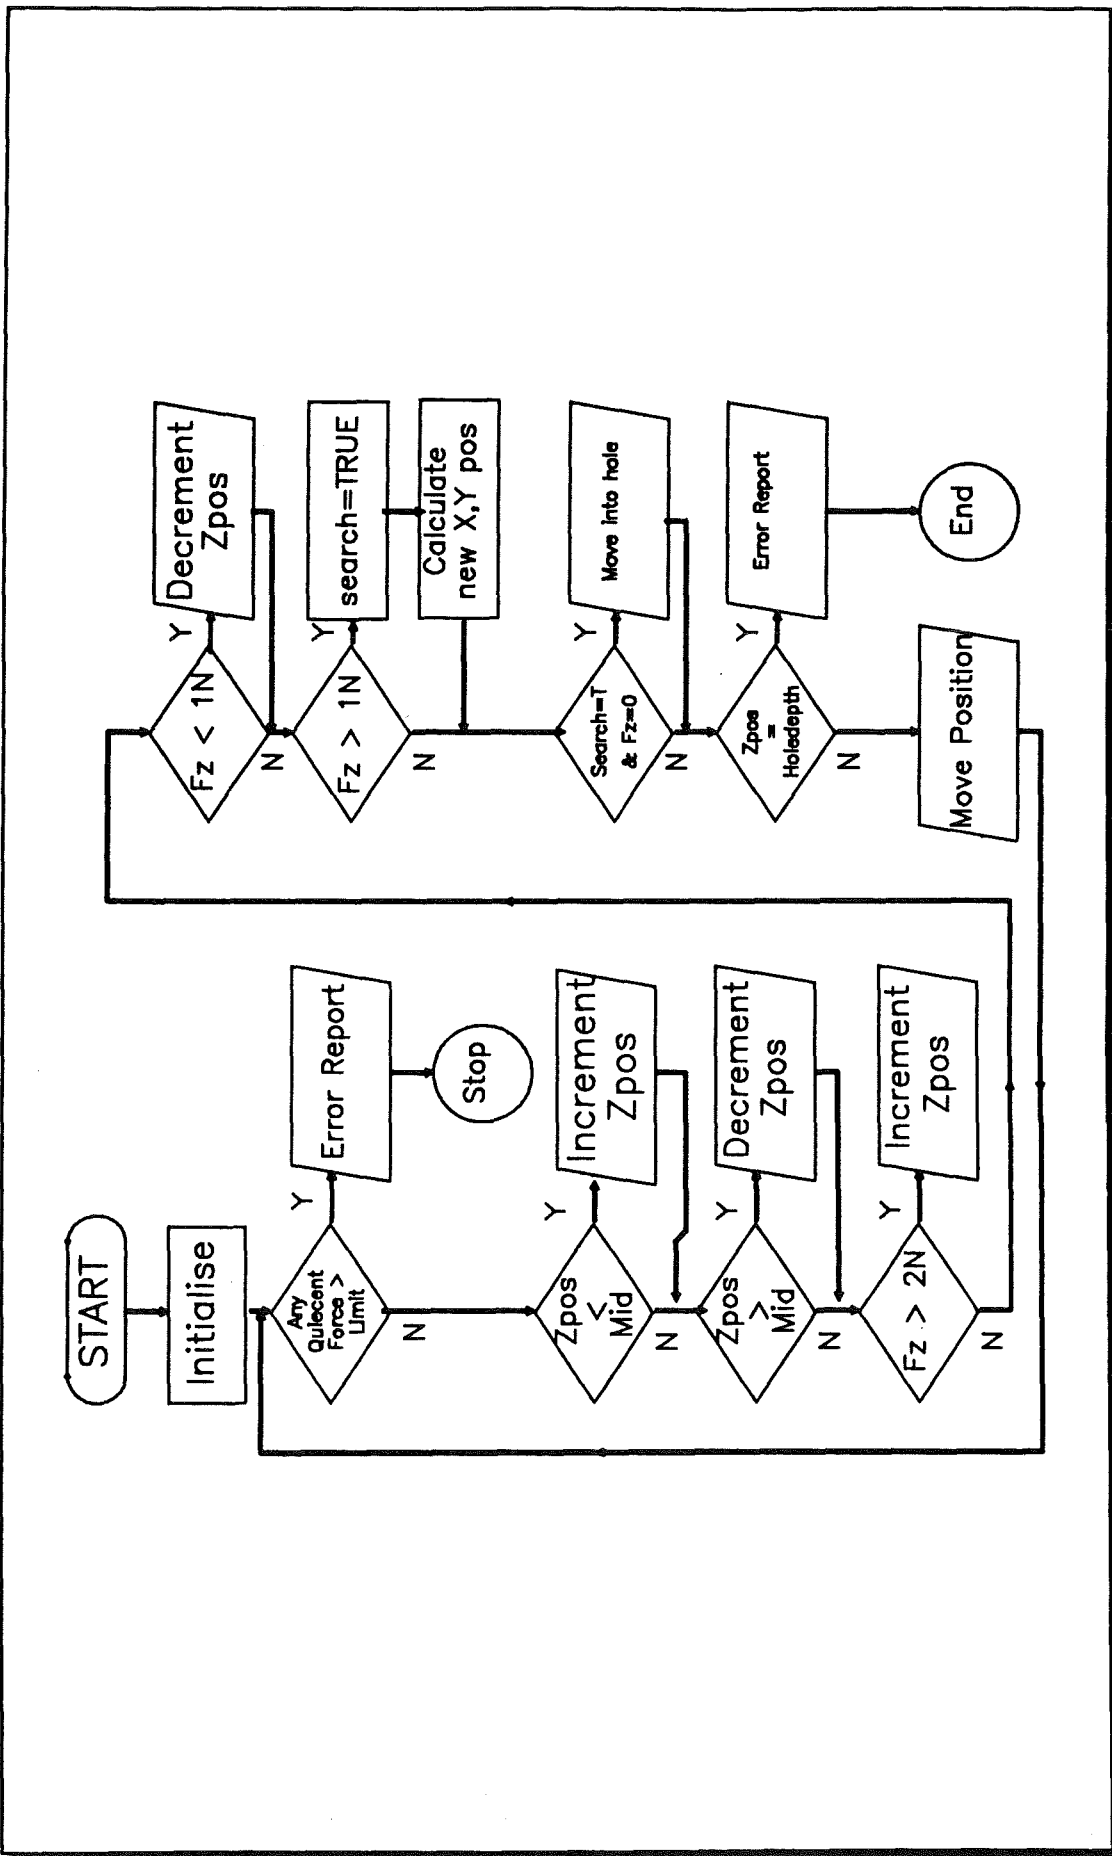 START
Initialise
Any
Quiecent
Force >
Limit
Y
N
Error Report
Stop
Zpos
<
Mid
Y
N
Increment
Zpos
Zpos
>
Mid
Y
N
Decrement
Zpos
Fz > 2N
Y
N
Increment
Zpos
Fz < 1N
Y
N
Decrement
Zpos
Fz > 1N
Y
N
search=TRUE
Calculate
new X,Y pos
Search=T
& Fz=0
Y
N
Move into hole
Zpos
=
Holedepth
Y
N
Error Report
End
Move Position